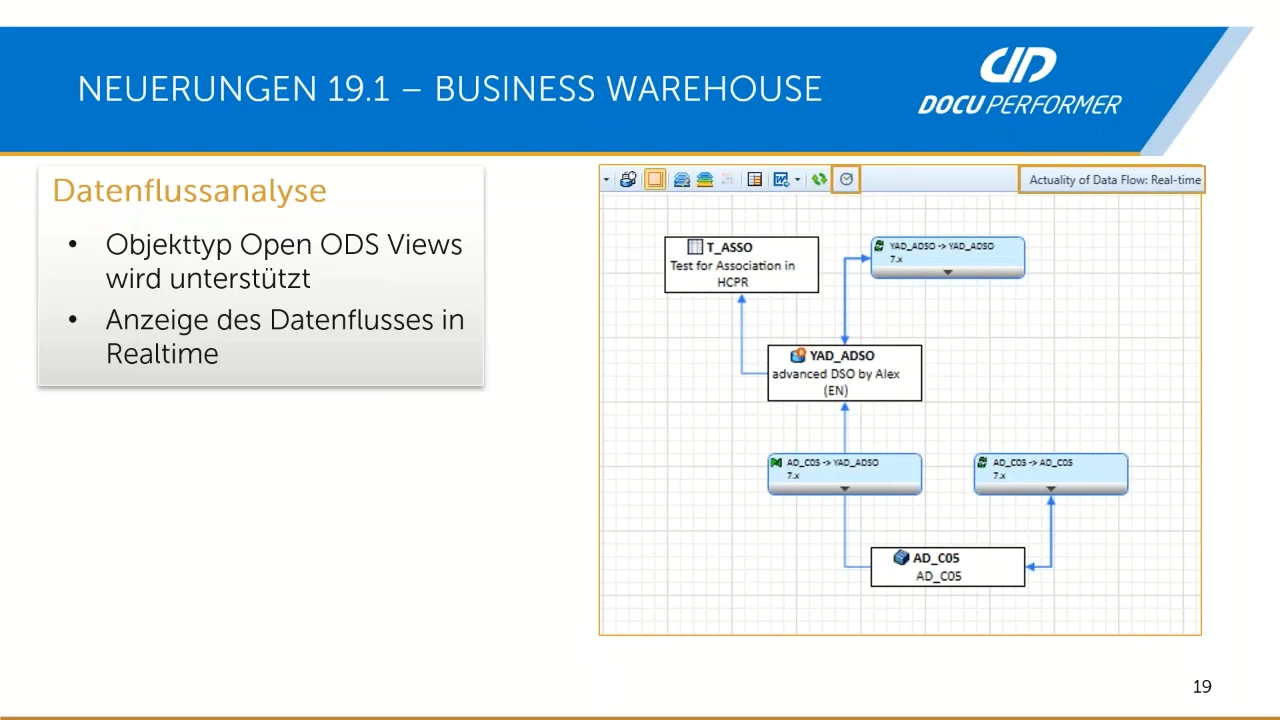 NEUERUNGEN 19.1 – BUSINESS WAREHOUSE
DOCU PERFORMER
Datenflussanalyse
• Objekttyp Open ODS Views
wird unterstützt
• Anzeige des Datenflusses in
Realtime
Actuality of Data Flow: Real-time
T_ASSO
Test for Association in
HCPR
YAD_ADSO -> YAD_ADSO
7.x
YAD_ADSO
advanced DSO by Alex
(EN)
AD_C05 -> YAD_ADSO
7.x
AD_C05 -> AD_C05
7.x
AD_C05
AD_C05
19